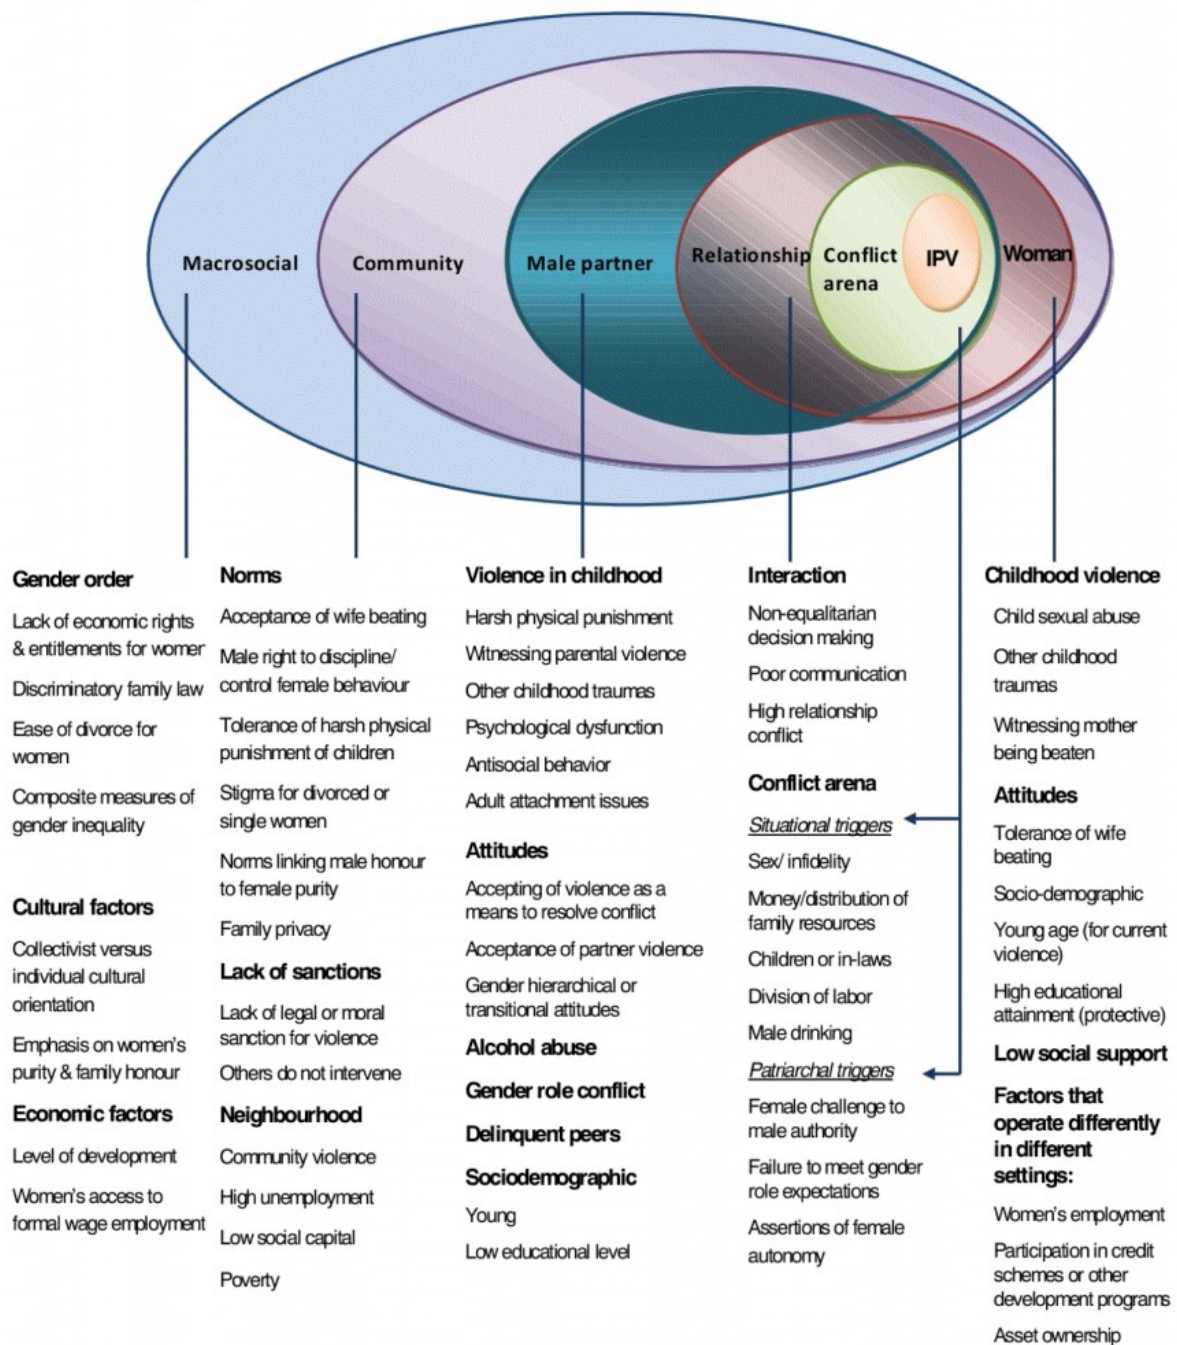 Macrosocial
Community
Male partner
Relationship
Conflict
arena
IPV
Woman
Gender order
Lack of economic rights
& entitlements for women
Discriminatory family law
Ease of divorce for
women
Composite measures of
gender inequality
Cultural factors
Collectivist versus
individual cultural
orientation
Emphasis on women's
purity & family honour
Economic factors
Level of development
Women's access to
formal wage employment
Norms
Acceptance of wife beating
Male right to discipline/
control female behaviour
Tolerance of harsh physical
punishment of children
Stigma for divorced or
single women
Norms linking male honour
to female purity
Family privacy
Lack of sanctions
Lack of legal or moral
sanction for violence
Others do not intervene
Neighbourhood
Community violence
High unemployment
Low social capital
Poverty
Violence in childhood
Harsh physical punishment
Witnessing parental violence
Other childhood traumas
Psychological dysfunction
Antisocial behavior
Adult attachment issues
Attitudes
Accepting of violence as a
means to resolve conflict
Acceptance of partner violence
Gender hierarchical or
transitional attitudes
Alcohol abuse
Gender role conflict
Delinquent peers
Sociodemographic
Young
Low educational level
Interaction
Non-equalitarian
decision making
Poor communication
High relationship
conflict
Conflict arena
Situational triggers
Sex/ infidelity
Money/distribution of
family resources
Children or in-laws
Division of labor
Male drinking
Patriarchal triggers
Female challenge to
male authority
Failure to meet gender
role expectations
Assertions of female
autonomy
Childhood violence
Child sexual abuse
Other childhood
traumas
Witnessing mother
being beaten
Attitudes
Tolerance of wife
beating
Socio-demographic
Young age (for current
violence)
High educational
attainment (protective)
Low social support
Factors that
operate differently
in different
settings:
Women's employment
Participation in credit
schemes or other
development programs
Asset ownership